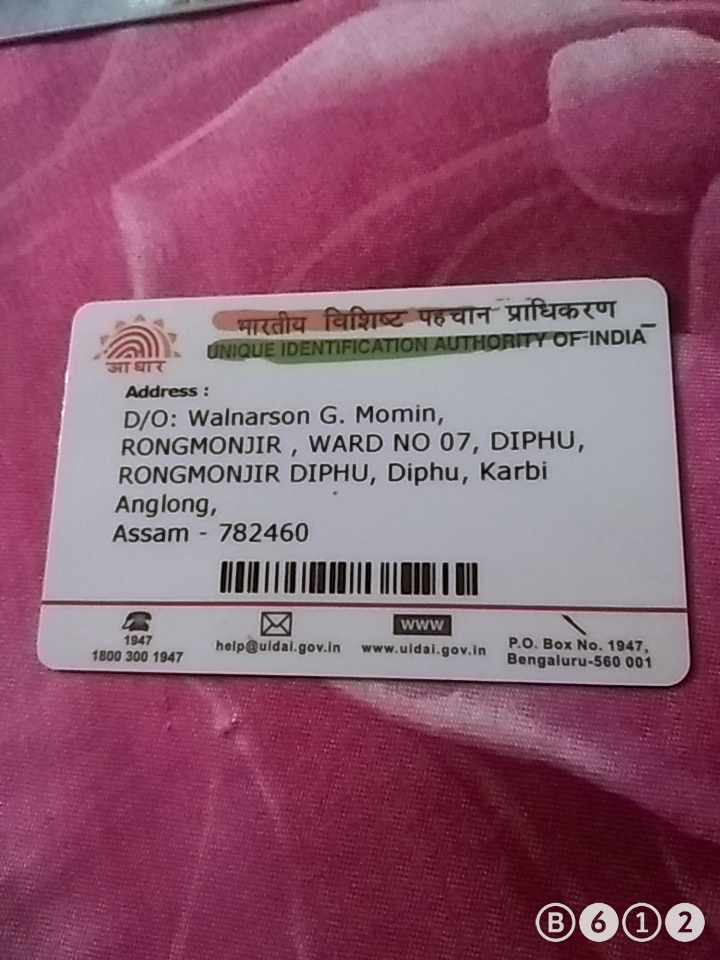 भारतीय विशिष्ट पहचान प्राधिकरण
UNIQUE IDENTIFICATION AUTHORITY OF INDIA
आधार
Address :
D/O: Walnarson G. Momin,
RONGMONJIR , WARD NO 07, DIPHU,
RONGMONJIR DIPHU, Diphu, Karbi
Anglong,
Assam - 782460
1947
1800 300 1947
help@uidai.gov.in
www
www.uidai.gov.in
P.O. Box No. 1947,
Bengaluru-560 001
B612